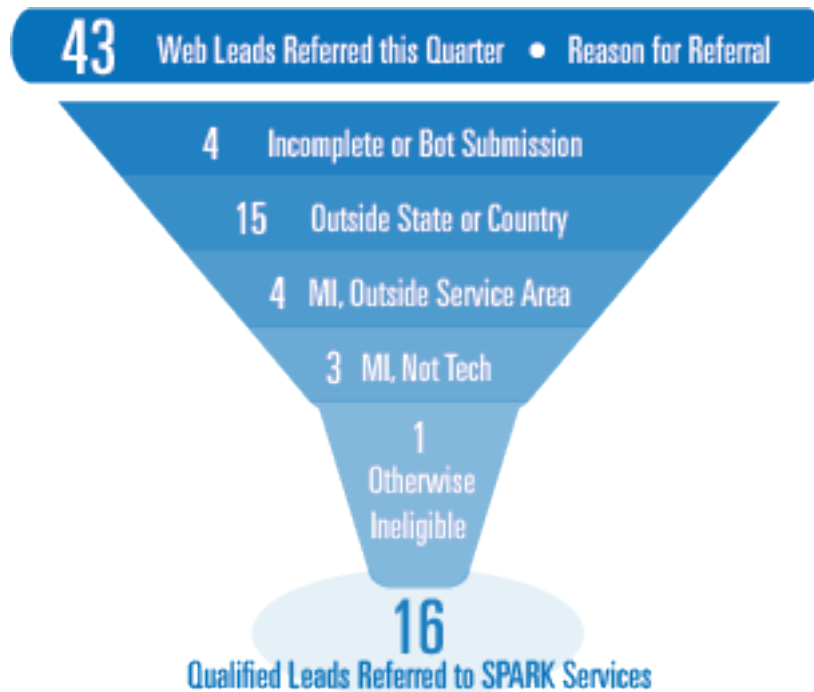 43 Web Leads Referred this Quarter • Reason for Referral
4 Incomplete or Bot Submission
15 Outside State or Country
4 MI, Outside Service Area
3 MI, Not Tech
1
Otherwise
Ineligible
16
Qualified Leads Referred to SPARK Services